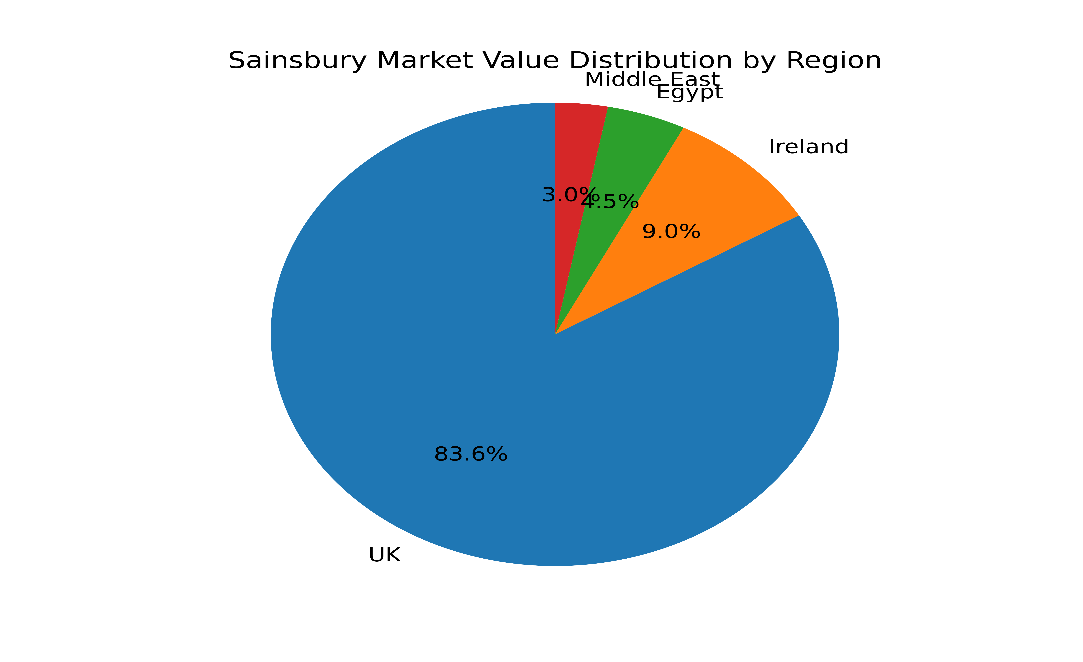 Sainsbury Market Value Distribution by Region
Middle East
Egypt
Ireland
3.0%
4.5%
9.0%
83.6%
UK